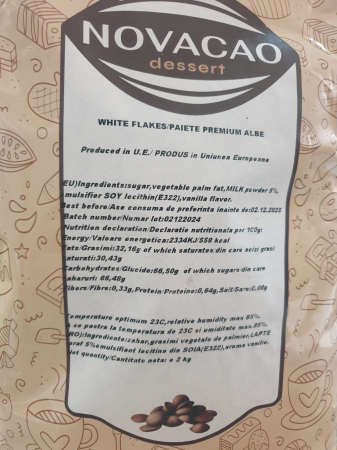 NOVACAO
dessert
WHITE FLAKES/PAIETE PREMIUM ALBE
Produced in U.E./ PRODUS in Uniunea Europeana
EU)Ingredients:sugar,vegetable palm fat,MILK powder 5%,
mulsifier SOY lecithin(E322),vanilla flavor.
Best before/Ase consuma de preferinta inainte de:02.12.2025
Batch number/Numar lot:02122024
Nutrition declaration/Declaratie nutritionala per 100g:
Energy/Valoare energetica:2334KJ/558 kcal
Fats/Grasimi:32,16g of which saturates/din care acizi grasi
saturati:30,43g
Carbohydrates/Glucide:66,50g of which sugars/din care
zaharuri: 66,48g
Fibers/Fibre:0,33g,Protein/Proteine:0,64g,Salt/Sare:0,06g
Temperature optimum 23C,relative humidity max 85%.
A se pastra la temperatura de 23C si umiditate max.85%.
RO)Ingrediente:zahar,grasimi vegetala de palmier,LAPTE
praf 5%emulsifiant lecitina din SOIA(E322),aroma vanilie.
Net quantity/Cantitate neta: e 2 kg